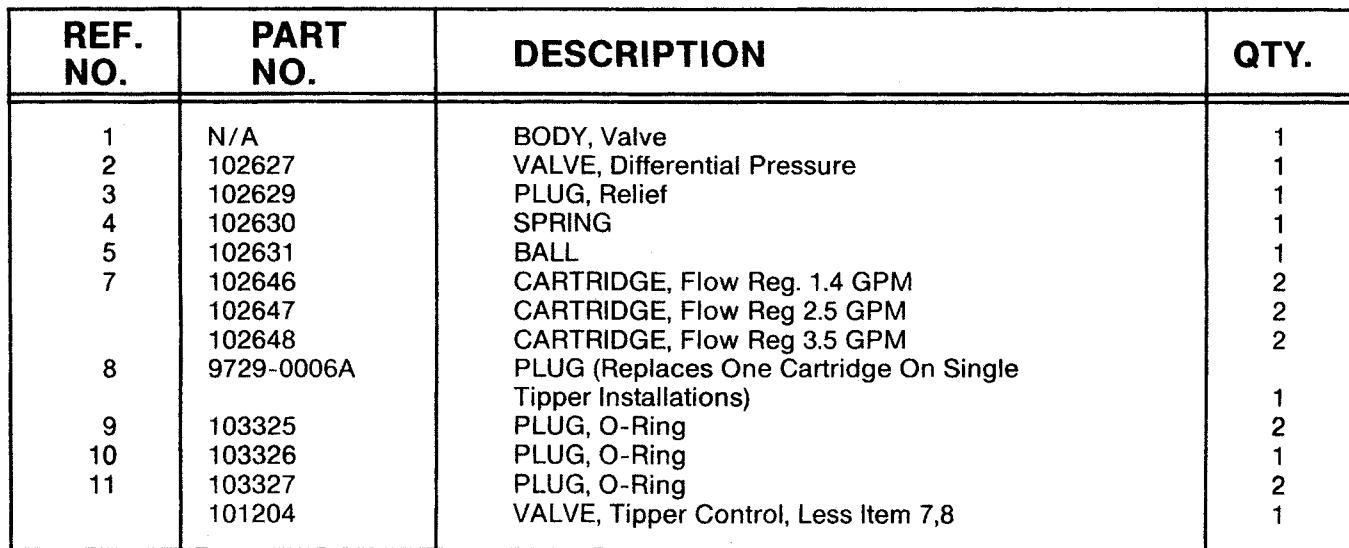 REF. NO. PART NO. DESCRIPTION QTY.
1 N/A BODY, Valve 1
2 102627 VALVE, Differential Pressure 1
3 102629 PLUG, Relief 1
4 102630 SPRING 1
5 102631 BALL 1
7 102646 CARTRIDGE, Flow Reg. 1.4 GPM 2
102647 CARTRIDGE, Flow Reg 2.5 GPM 2
102648 CARTRIDGE, Flow Reg 3.5 GPM 2
8 9729-0006A PLUG (Replaces One Cartridge On Single
Tipper Installations) 1
9 103325 PLUG, O-Ring 2
10 103326 PLUG, O-Ring 1
11 103327 PLUG, O-Ring 2
101204 VALVE, Tipper Control, Less Item 7,8 1